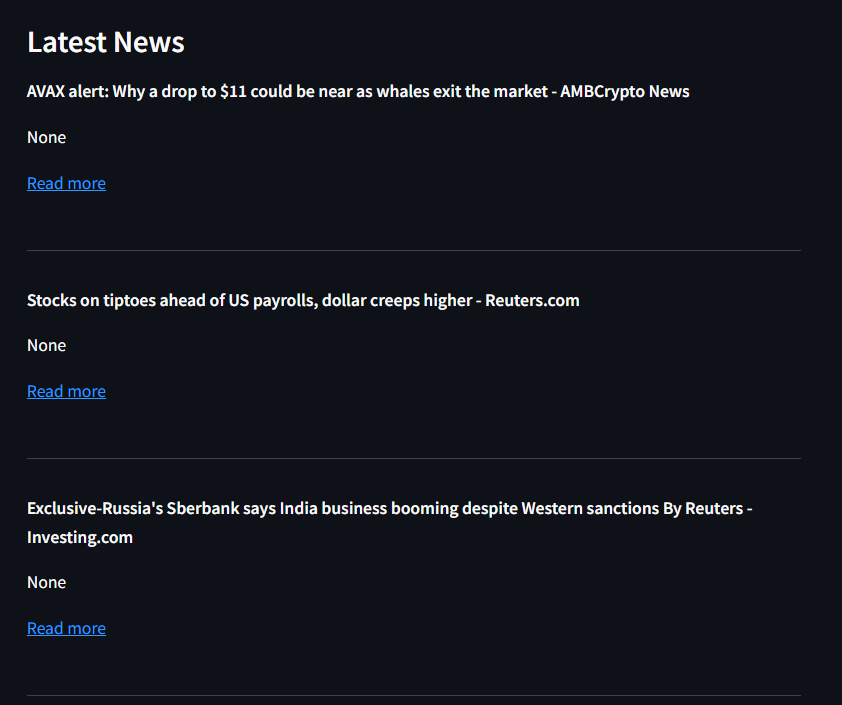 Latest News
AVAX alert: Why a drop to $11 could be near as whales exit the market - AMBCrypto News
None
Read more
Stocks on tiptoes ahead of US payrolls, dollar creeps higher - Reuters.com
None
Read more
Exclusive-Russia's Sberbank says India business booming despite Western sanctions By Reuters -
Investing.com
None
Read more